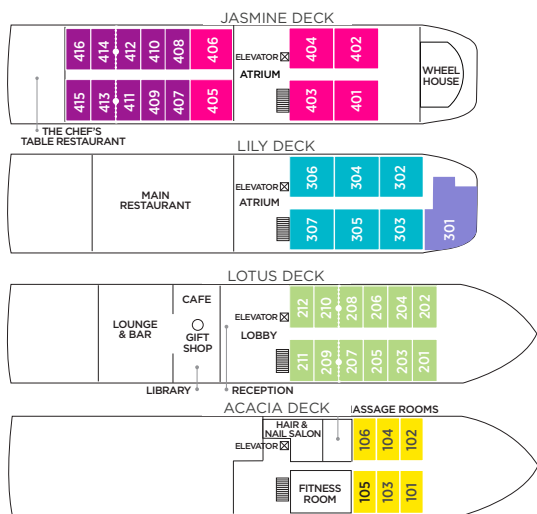 JASMINE DECK
416 414 412 410 408 406
ELEVATOR
404 402
ATRIUM
WHEEL
HOUSE
415 413 411 409 407 405
403 401
THE CHEF'S
TABLE RESTAURANT
LILY DECK
306 304 302
ELEVATOR
MAIN
RESTAURANT
ATRIUM
307 305 303 301
LOTUS DECK
CAFE
212 210 208 206 204 202
ELEVATOR
LOUNGE
& BAR
LOBBY
GIFT
SHOP
211 209 207 205 203 201
LIBRARY
RECEPTION
ACACIA DECK
ASSAGE ROOMS
HAIR &
NAIL SALON
106 104 102
ELEVATOR
FITNESS
ROOM
105 103 101